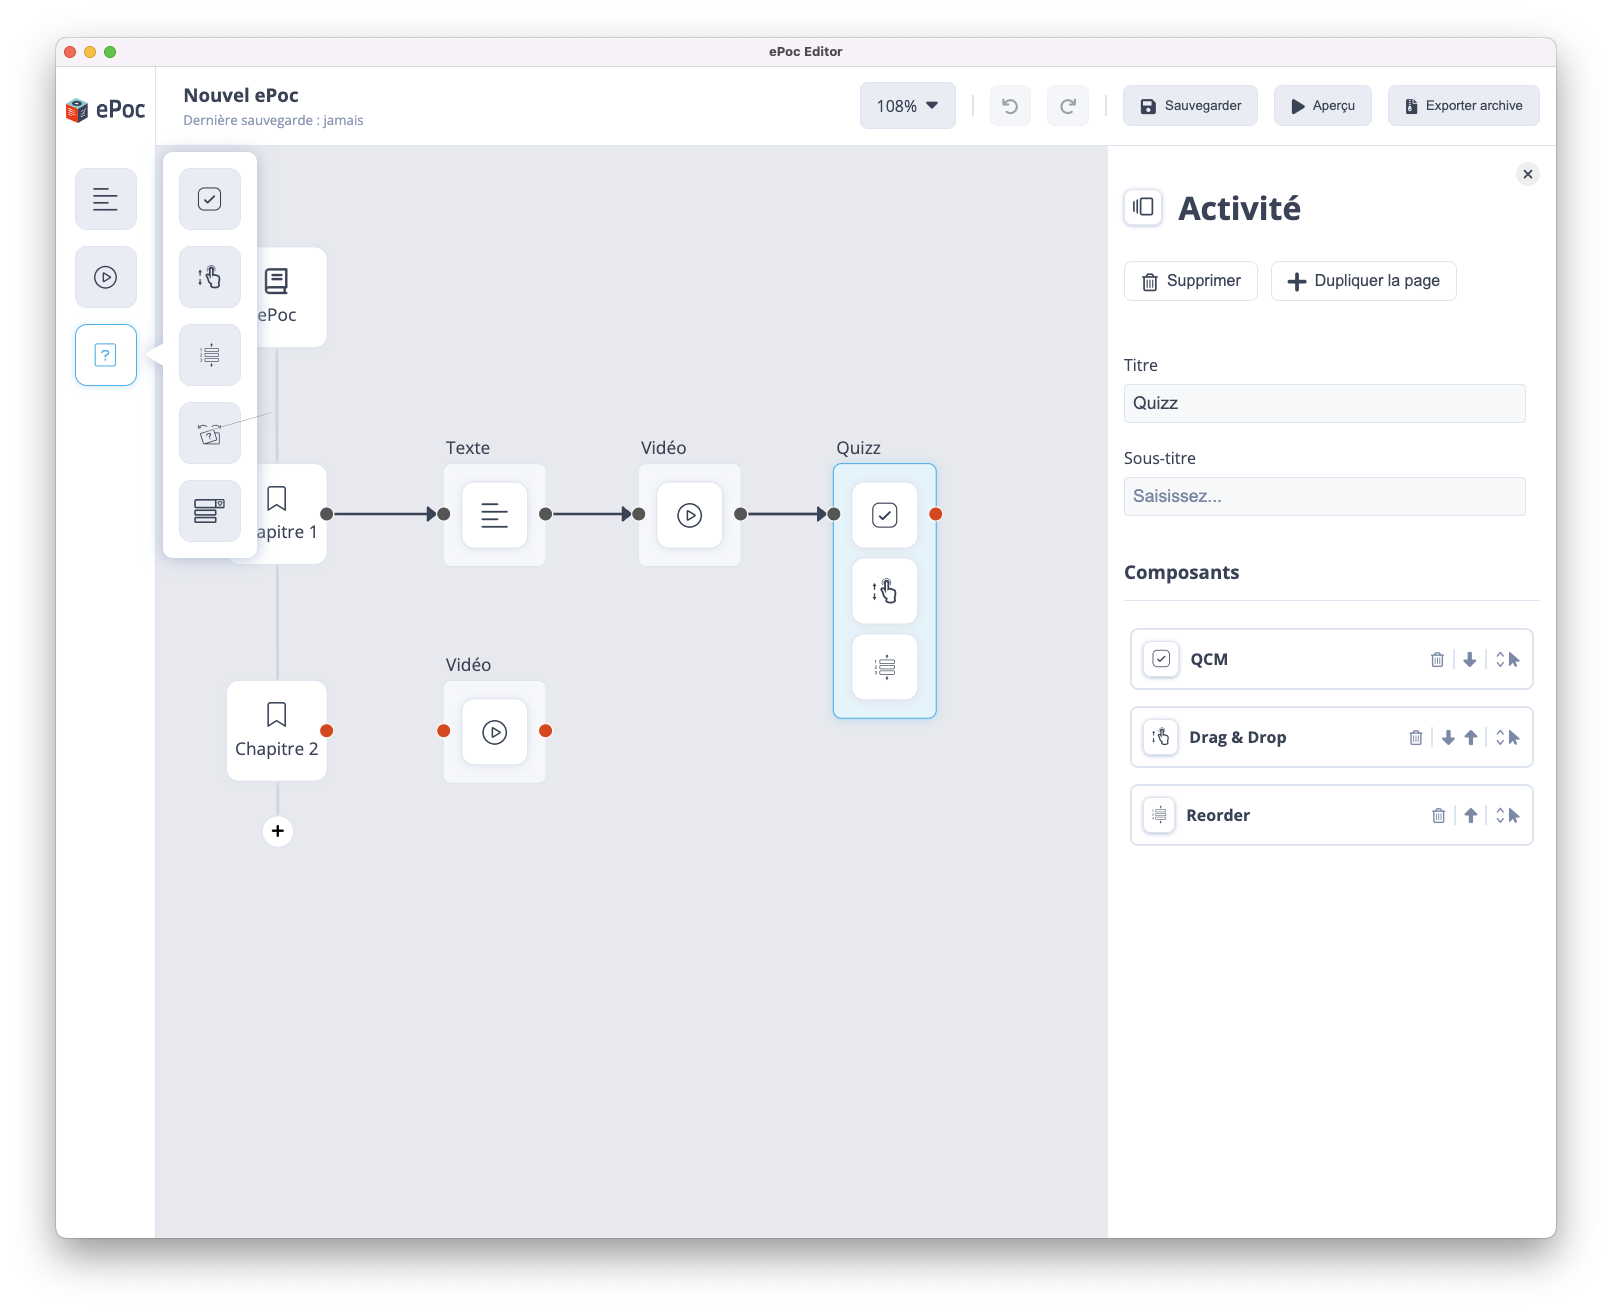 ePoc Editor
ePoc
Nouvel ePoc
Dernière sauvegarde : jamais
108%
Sauvegarder
Aperçu
Exporter archive
Activité
Supprimer
Dupliquer la page
Titre
Quizz
Sous-titre
Saisissez...
Composants
QCM
Drag & Drop
Reorder
ePoc
Texte
Vidéo
Quizz
apitre 1
Vidéo
Chapitre 2